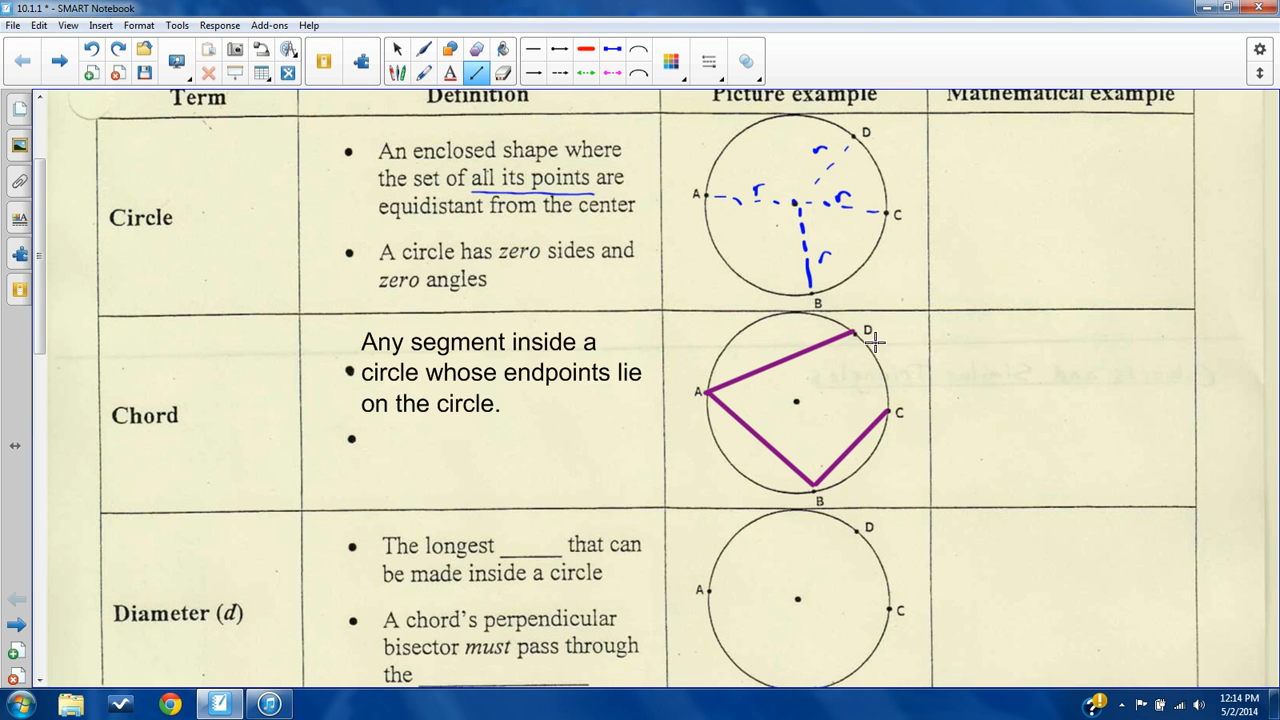 10.1.1 * - SMART Notebook
File Edit View Insert Format Tools Response Add-ons Help
Term Definition Picture example Mathematical example
Circle
• An enclosed shape where
the set of all its points are
equidistant from the center
• A circle has zero sides and
zero angles
A
D
C
B
r
r
r
r
Chord
Any segment inside a
• circle whose endpoints lie
on the circle.
•
A
D
C
B
Diameter (d)
• The longest ______ that can
be made inside a circle
• A chord's perpendicular
bisector must pass through
the ________________
A
D
C
12:14 PM
5/2/2014